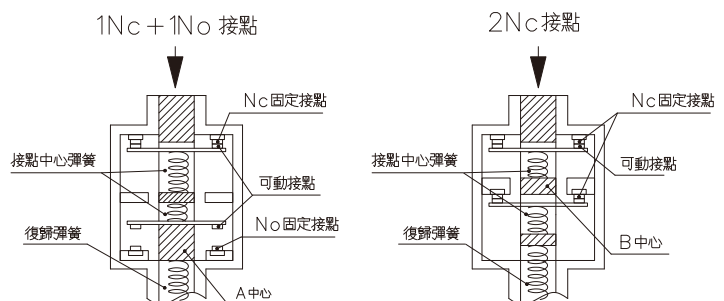 1Nc+1No 接點
2Nc 接點
Nc固定接點
接點中心彈簧
可動接點
No固定接點
復歸彈簧
A中心
Nc固定接點
接點中心彈簧
可動接點
復歸彈簧
B中心